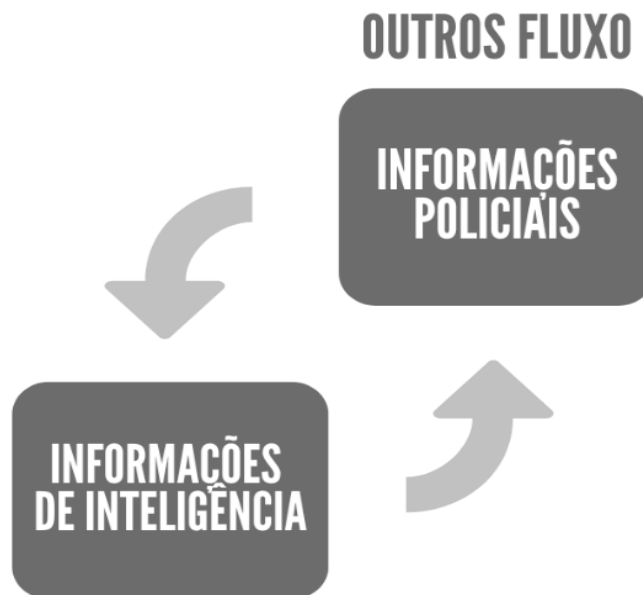 OUTROS FLUXO
INFORMAÇÕES
POLICIAIS
INFORMAÇÕES
DE INTELIGÊNCIA